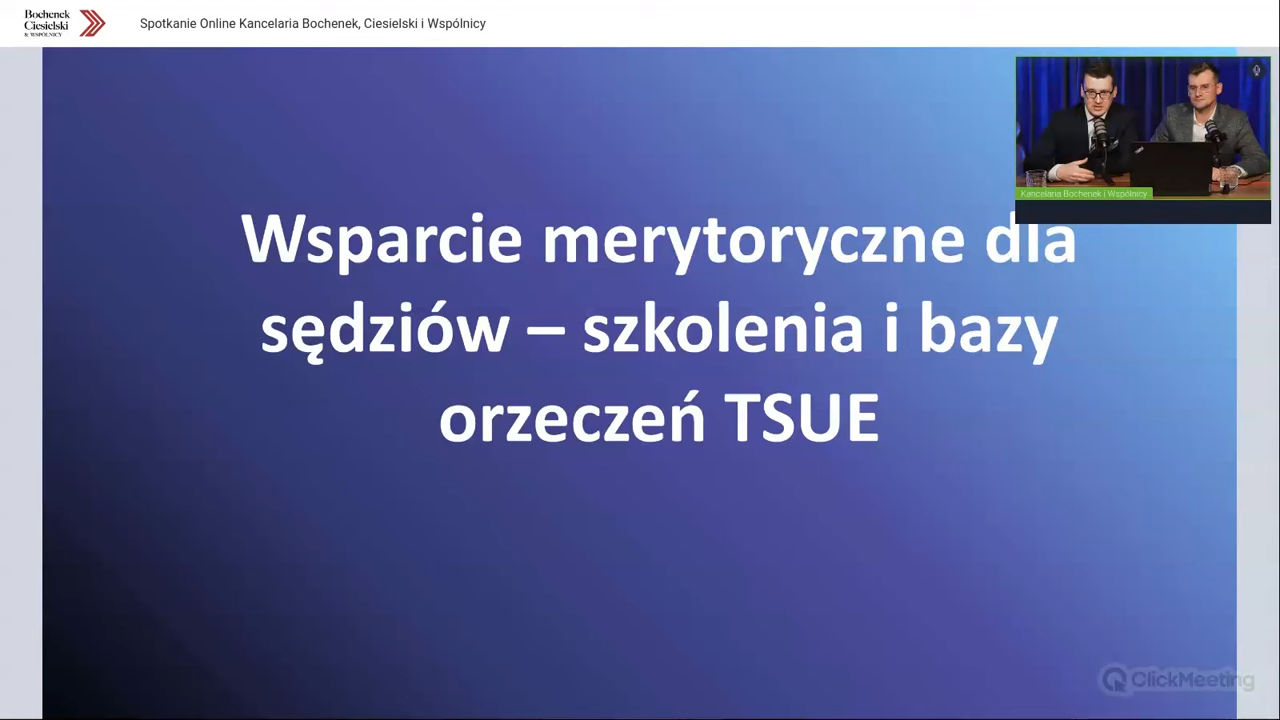 Bochenek
Ciesielski
& WSPÓLNICY
Spotkanie Online Kancelaria Bochenek, Ciesielski i Wspólnicy
Kancelaria Bochenek i Wspólnicy
Wsparcie merytoryczne dla
sędziów – szkolenia i bazy
orzeczeń TSUE
ClickMeeting